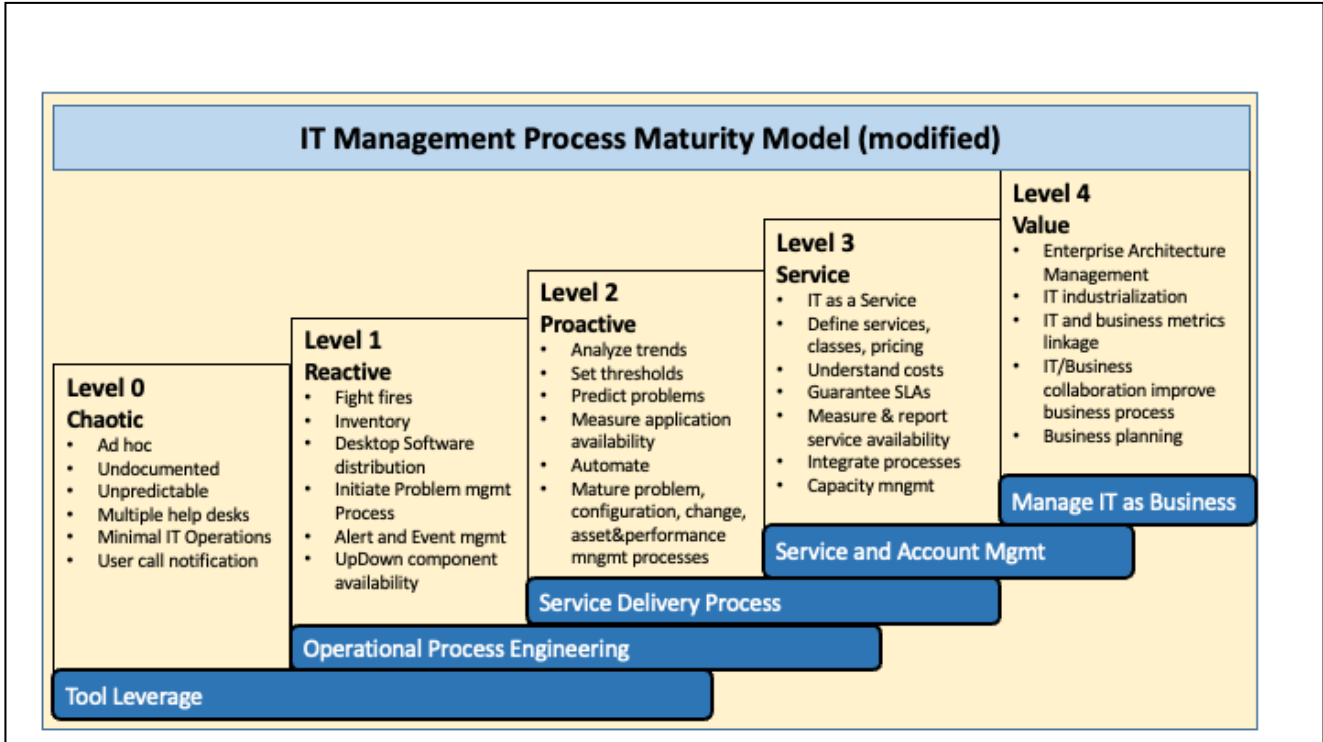 IT Management Process Maturity Model (modified)
Level 0
Chaotic
• Ad hoc
• Undocumented
• Unpredictable
• Multiple help desks
• Minimal IT Operations
• User call notification
Level 1
Reactive
• Fight fires
• Inventory
• Desktop Software
distribution
• Initiate Problem mgmt
Process
• Alert and Event mgmt
• UpDown component
availability
Level 2
Proactive
• Analyze trends
• Set thresholds
• Predict problems
• Measure application
availability
• Automate
• Mature problem,
configuration, change,
asset&performance
mngmt processes
Level 3
Service
• IT as a Service
• Define services,
classes, pricing
• Understand costs
• Guarantee SLAs
• Measure & report
service availability
• Integrate processes
• Capacity mngmt
Level 4
Value
• Enterprise Architecture
Management
• IT industrialization
• IT and business metrics
linkage
• IT/Business
collaboration improve
business process
• Business planning
Manage IT as Business
Service and Account Mgmt
Service Delivery Process
Operational Process Engineering
Tool Leverage